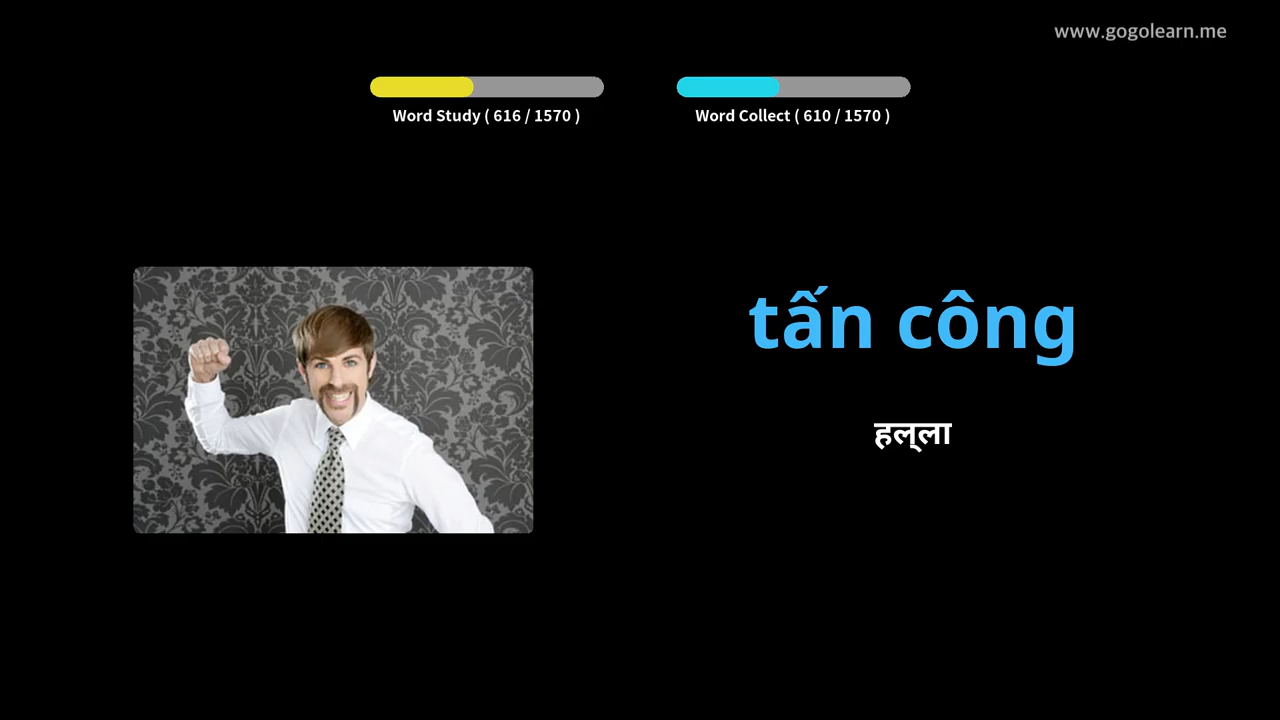 www.gogolearn.me
Word Study ( 616 / 1570 )
Word Collect ( 610 / 1570 )
tấn công
हल्ला